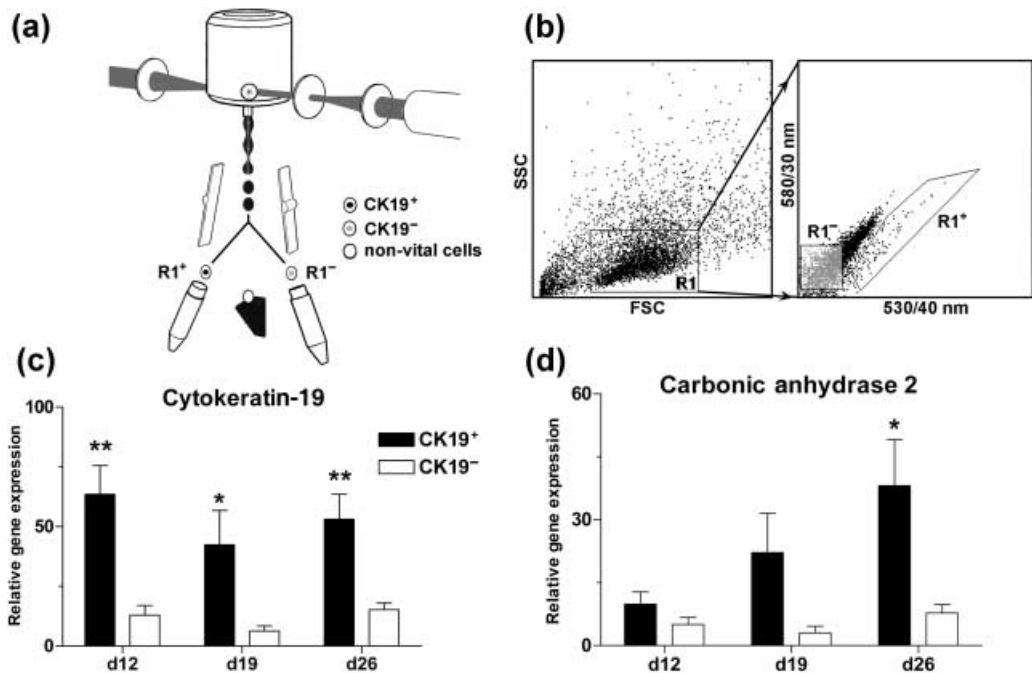 (a)
CK19+
CK19−
non-vital cells
R1+
R1−
(b)
SSC
R1
FSC
580/30 nm
R1−
R1+
530/40 nm
(c)
Cytokeratin-19
Relative gene expression
100
50
0
**
*
**
CK19+
CK19−
d12
d19
d26
(d)
Carbonic anhydrase 2
Relative gene expression
60
30
0
*
d12
d19
d26